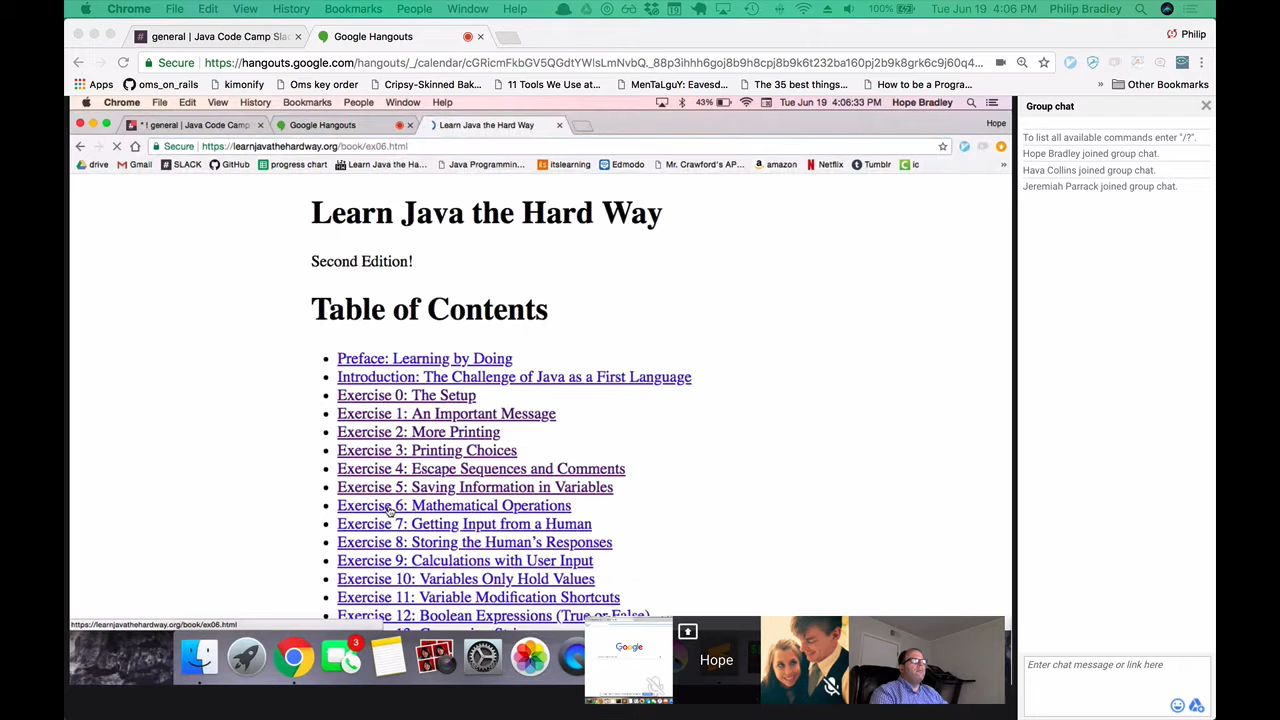 Chrome File Edit View History Bookmarks People Window Help 100% Tue Jun 19 4:06 PM Philip Bradley
general | Java Code Camp Sla Google Hangouts Philip
Secure https://hangouts.google.com/hangouts/_/calendar/
Apps oms_on_rails kimonify Oms key order Cripsy-Skinned Bak... 11 Tools We Use at... MenTaLguY: Eavesd... The 35 best things... How to be a Progra... » Other Bookmarks
Chrome File Edit View History Bookmarks People Window Help 43% Tue Jun 19 4:06:33 PM Hope Bradley
* ! general | Java Code Camp Google Hangouts Learn Java the Hard Way Hope
Secure https://learnjavathehardway.org/book/ex06.html
drive Gmail SLACK GitHub progress chart Learn Java the Ha... Java Programmin... itslearning Edmodo Mr. Crawford's AP... amazon Netflix Tumblr ic »
Group chat
To list all available commands enter "/?".
Hope Bradley joined group chat.
Hava Collins joined group chat.
Jeremiah Parrack joined group chat.
Learn Java the Hard Way
Second Edition!
Table of Contents
Preface: Learning by Doing
Introduction: The Challenge of Java as a First Language
Exercise 0: The Setup
Exercise 1: An Important Message
Exercise 2: More Printing
Exercise 3: Printing Choices
Exercise 4: Escape Sequences and Comments
Exercise 5: Saving Information in Variables
Exercise 6: Mathematical Operations
Exercise 7: Getting Input from a Human
Exercise 8: Storing the Human's Responses
Exercise 9: Calculations with User Input
Exercise 10: Variables Only Hold Values
Exercise 11: Variable Modification Shortcuts
Exercise 12: Boolean Expressions (True or False)
https://learnjavathehardway.org/book/ex06.html
3
Google
Hope
Enter chat message or link here